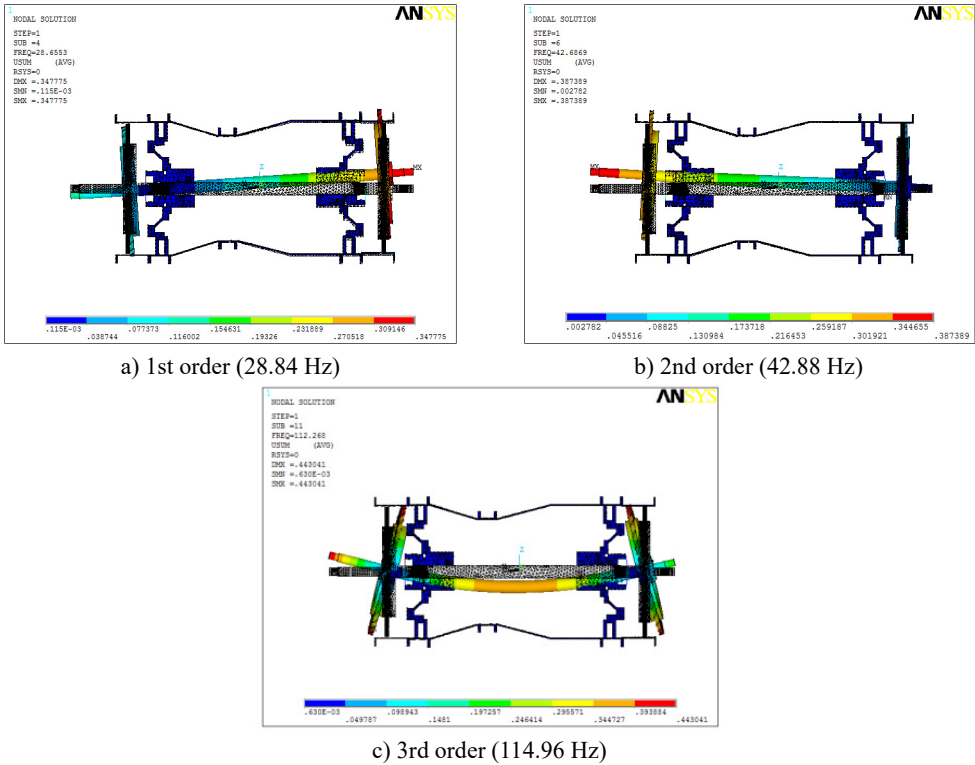 1
ANSYS
NODAL SOLUTION
STEP=1
SUB =4
FREQ=28.6553
USUM (AVG)
RSYS=0
DMX =.347775
SMN =.115E-03
SMX =.347775
Z
MX
.115E-03 .077373 .154631 .231889 .309146
.038744 .116002 .19326 .270518 .347775
a) 1st order (28.84 Hz)
1
ANSYS
NODAL SOLUTION
STEP=1
SUB =6
FREQ=42.6869
USUM (AVG)
RSYS=0
DMX =.387389
SMN =.002782
SMX =.387389
MX
Z
MN
.002782 .08825 .173718 .259187 .344655
.045516 .130984 .216453 .301921 .387389
b) 2nd order (42.88 Hz)
1
ANSYS
NODAL SOLUTION
STEP=1
SUB =11
FREQ=112.268
USUM (AVG)
RSYS=0
DMX =.443041
SMN =.630E-03
SMX =.443041
Z
.630E-03 .098943 .197257 .295571 .393884
.049787 .1481 .246414 .344727 .443041
c) 3rd order (114.96 Hz)